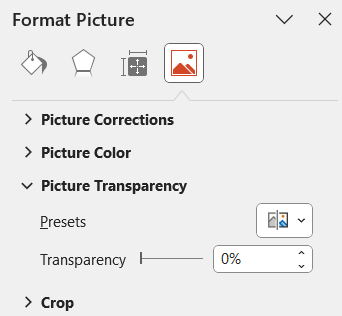 Format Picture
Picture Corrections
Picture Color
Picture Transparency
Presets
Transparency 0%
Crop